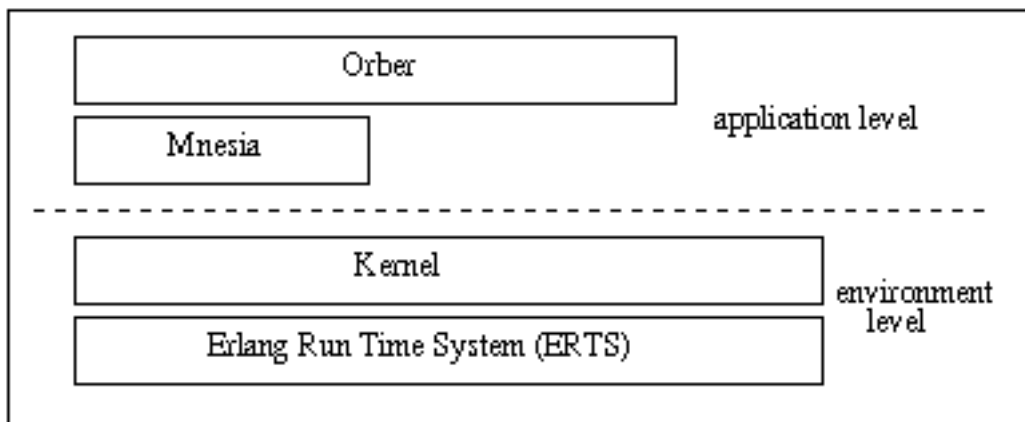 Orber
application level
Mnesia
Kernel
environment
level
Erlang Run Time System (ERTS)